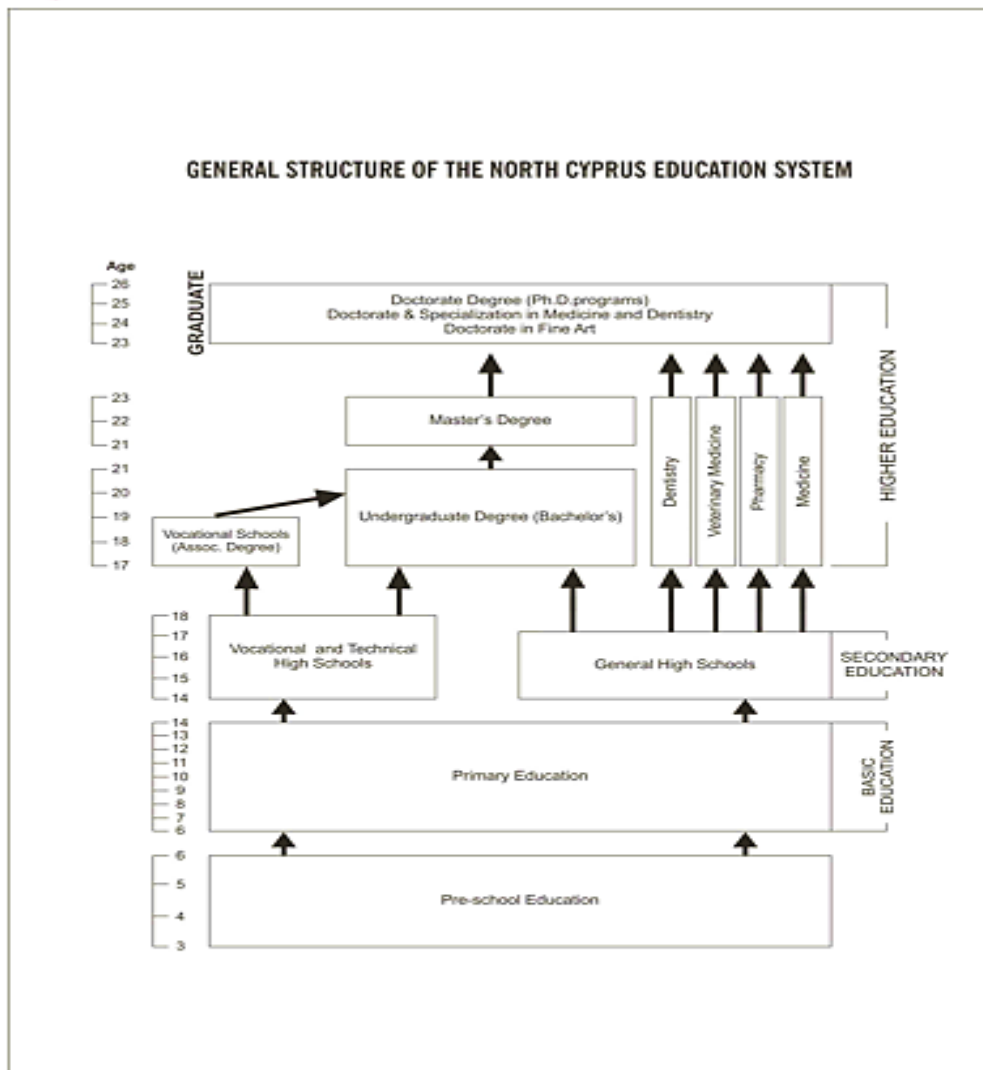 GENERAL STRUCTURE OF THE NORTH CYPRUS EDUCATION SYSTEM
Age
26
25
24
23
GRADUATE
Doctorate Degree (Ph.D.programs)
Doctorate & Specialization in Medicine and Dentistry
Doctorate in Fine Art
HIGHER EDUCATION
23
22
21
Master's Degree
21
20
19
18
17
Vocational Schools
(Assoc. Degree)
Undergraduate Degree (Bachelor's)
Dentistry
Veterinary Medicine
Pharmacy
Medicine
18
17
16
15
14
Vocational and Technical
High Schools
General High Schools
SECONDARY
EDUCATION
14
13
12
11
10
9
8
7
6
Primary Education
BASIC
EDUCATION
6
5
4
3
Pre-school Education